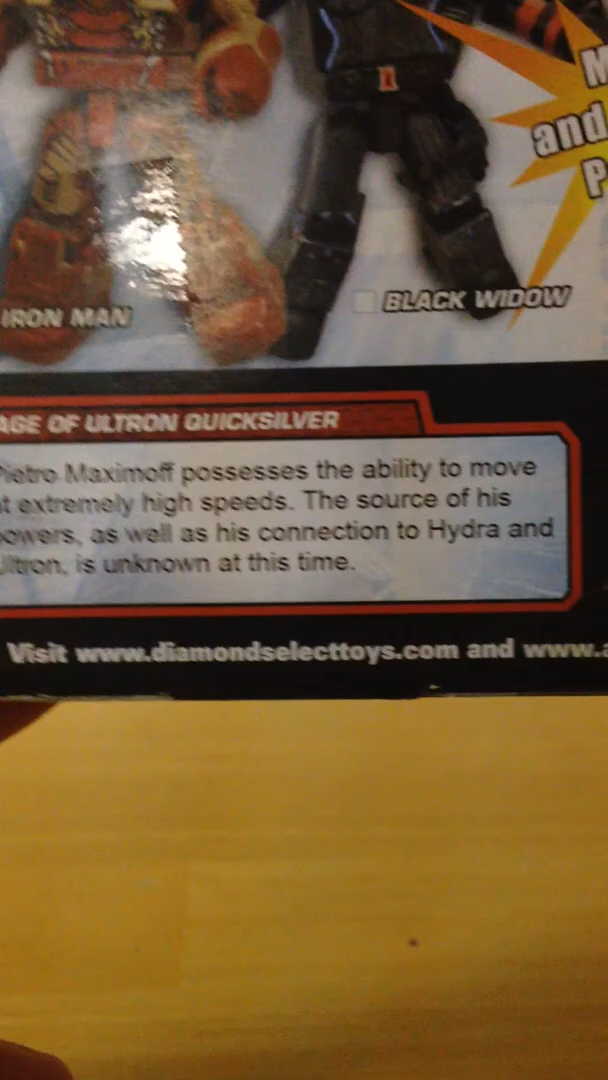 M
and
P
BLACK WIDOW
IRON MAN
AGE OF ULTRON QUICKSILVER
Pietro Maximoff possesses the ability to move
at extremely high speeds. The source of his
powers, as well as his connection to Hydra and
Ultron, is unknown at this time.
Visit www.diamondselecttoys.com and www.a